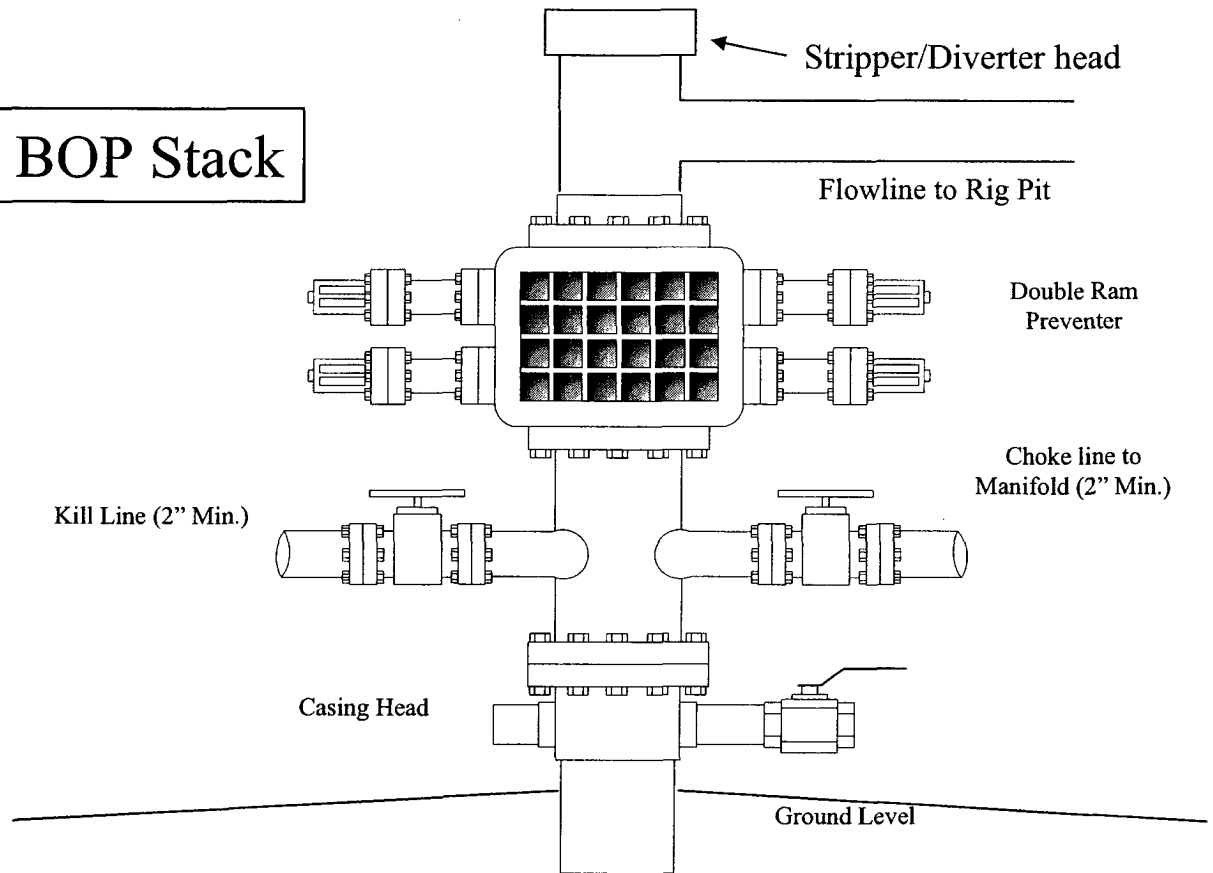 Stripper/Diverter head
BOP Stack
Flowline to Rig Pit
Double Ram
Preventer
Choke line to
Manifold (2” Min.)
Kill Line (2” Min.)
Casing Head
Ground Level